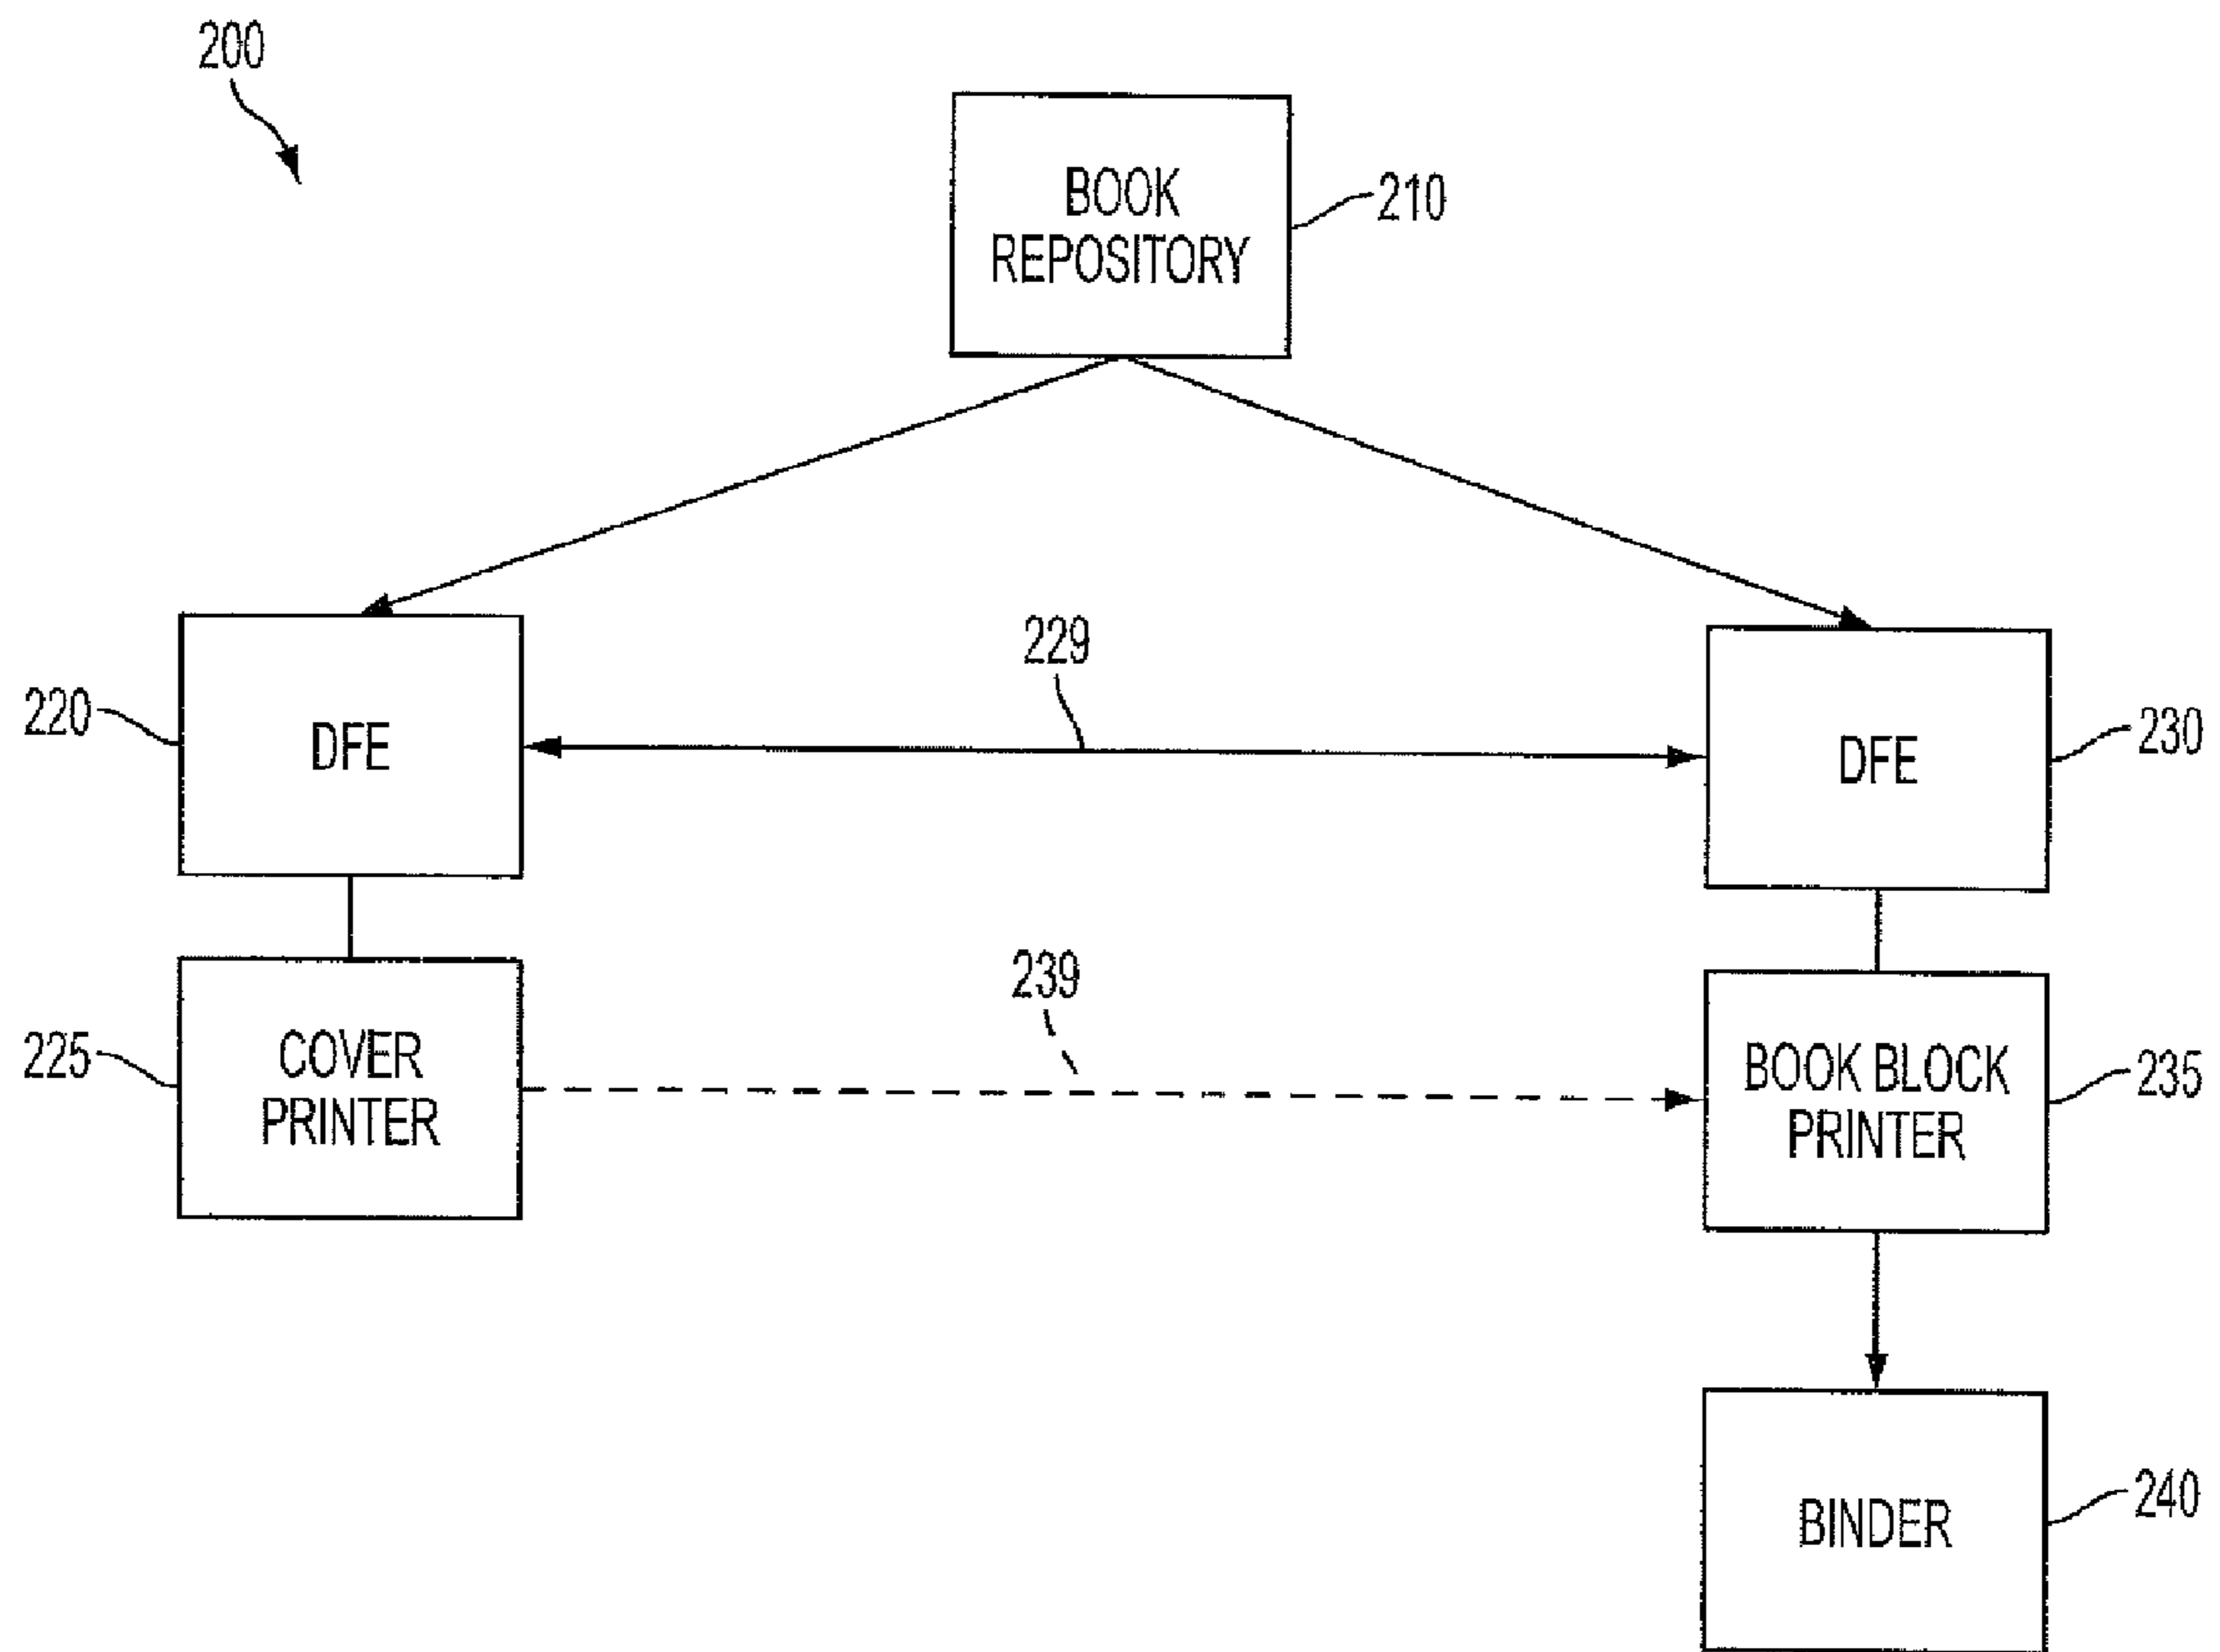 200
BOOK
REPOSITORY
210
220
DFE
229
DFE
230
225
COVER
PRINTER
239
BOOK BLOCK
PRINTER
235
BINDER
240